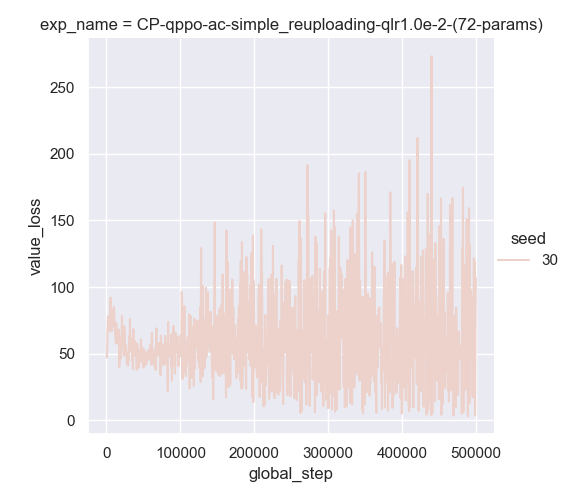 exp_name = CP-qppo-ac-simple_reuploading-qlr1.0e-2-(72-params)
250
200
150
100
50
0
value_loss
0 100000 200000 300000 400000 500000
global_step
seed
30